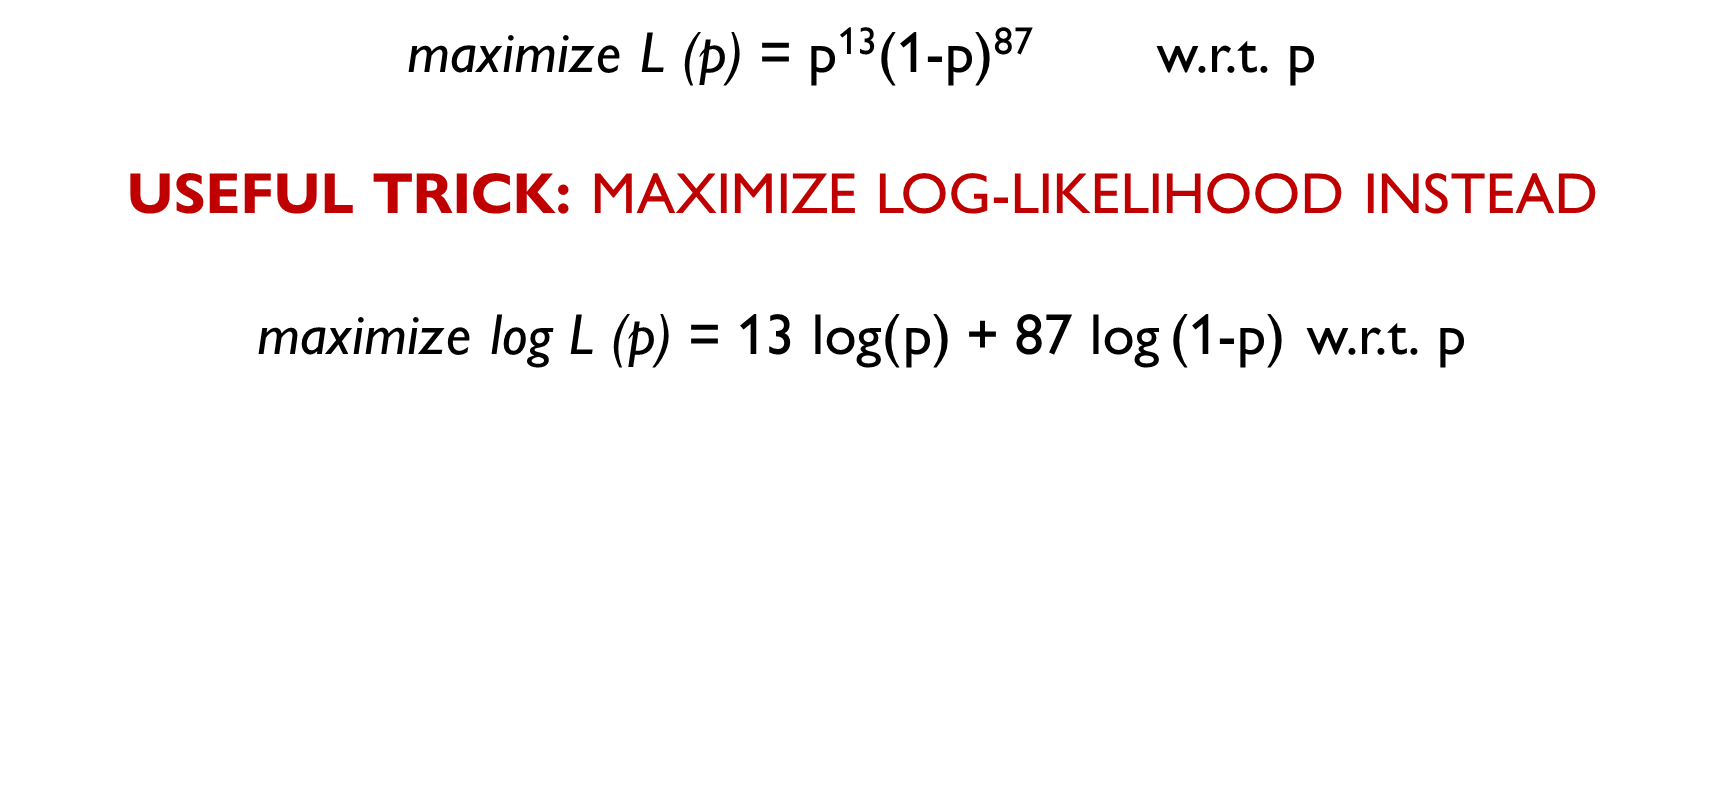 maximize L (p) = p¹³(1-p)⁸⁷ w.r.t. p
USEFUL TRICK: MAXIMIZE LOG-LIKELIHOOD INSTEAD
maximize log L (p) = 13 log(p) + 87 log (1-p) w.r.t. p